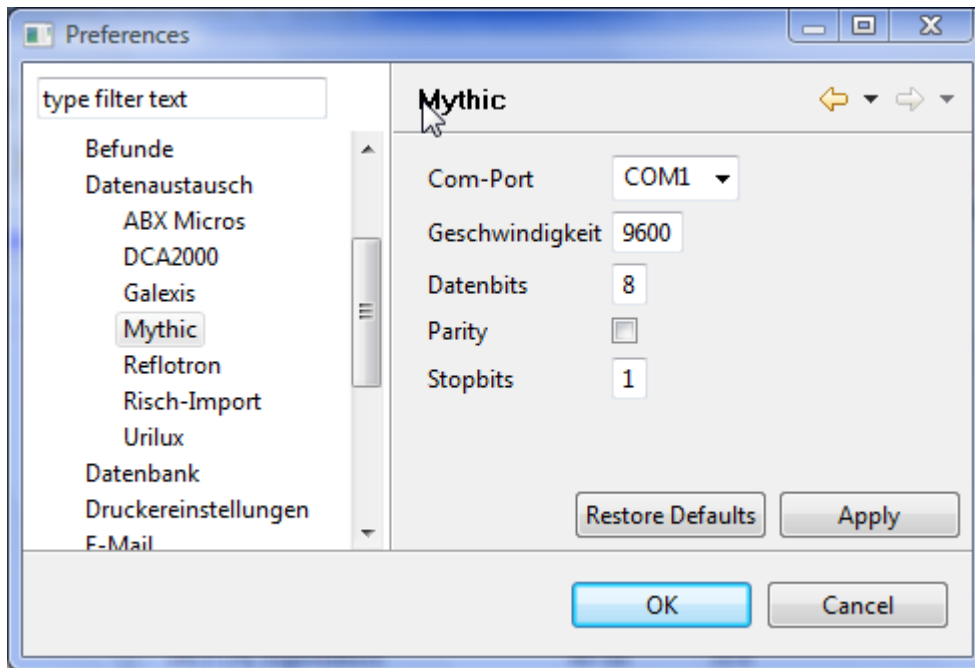 Preferences
type filter text
Befunde
Datenaustausch
ABX Micros
DCA2000
Galexis
Mythic
Reflotron
Risch-Import
Urilux
Datenbank
Druckereinstellungen
E-Mail
Mythic
Com-Port COM1
Geschwindigkeit 9600
Datenbits 8
Parity
Stopbits 1
Restore Defaults Apply
OK Cancel